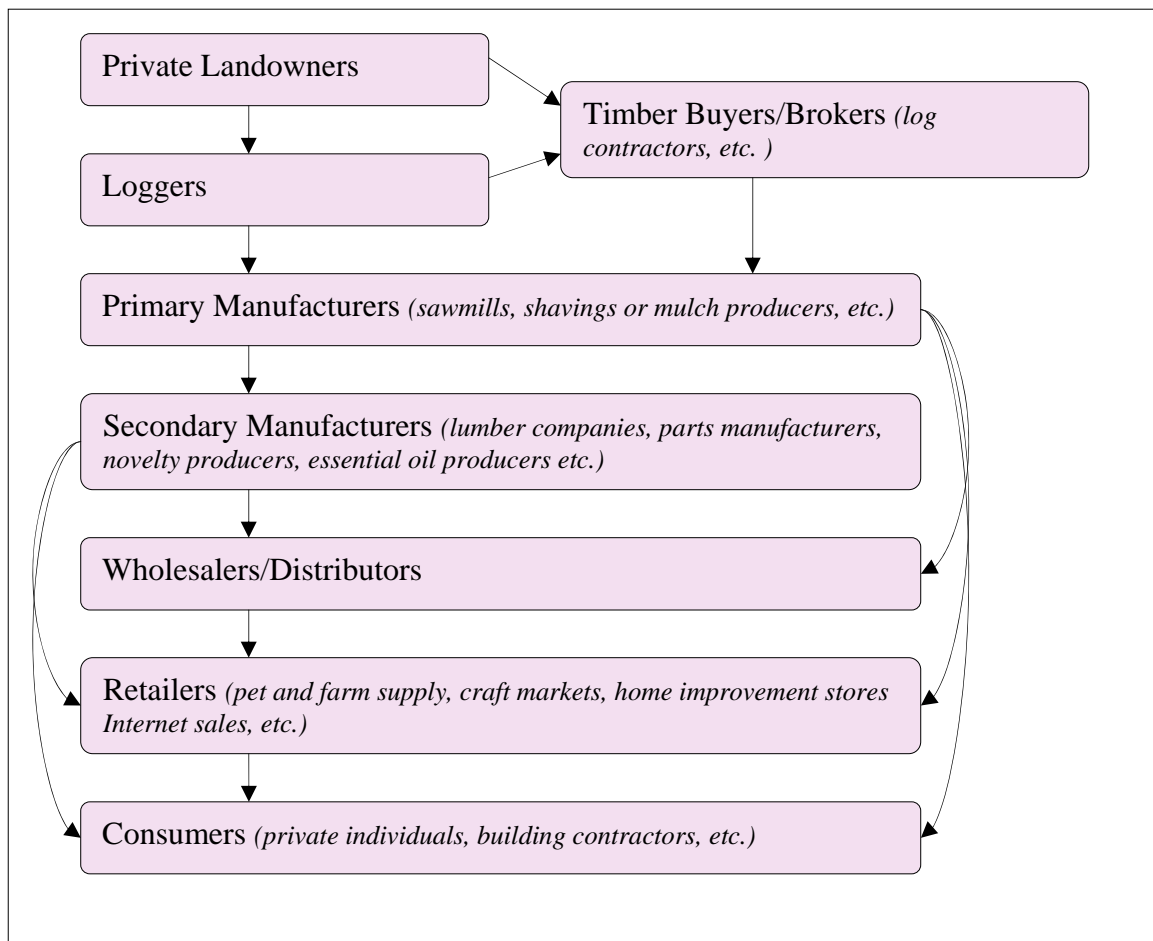 Private Landowners
Timber Buyers/Brokers (log
contractors, etc. )
Loggers
Primary Manufacturers (sawmills, shavings or mulch producers, etc.)
Secondary Manufacturers (lumber companies, parts manufacturers,
novelty producers, essential oil producers etc.)
Wholesalers/Distributors
Retailers (pet and farm supply, craft markets, home improvement stores
Internet sales, etc.)
Consumers (private individuals, building contractors, etc.)